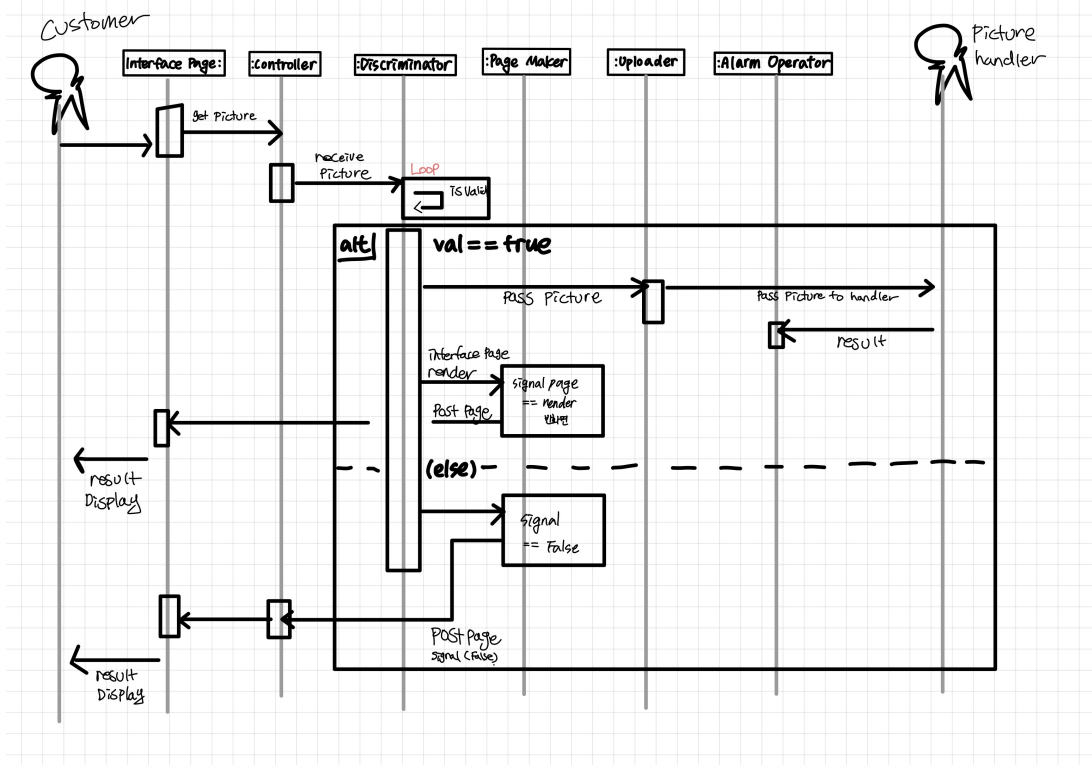 Customer
Picture
handler
Interface Page:
:Controller
:Discriminator
:Page Maker
:Uploader
:Alarm Operator
get Picture
receive
Picture
Loop
isValid
alt
val == true
Pass Picture
Pass Picture to handler
result
interface Page
render
signal page
== render
Post Page
result
Display
(else)
signal
== False
Post Page
signal (False)
result
Display